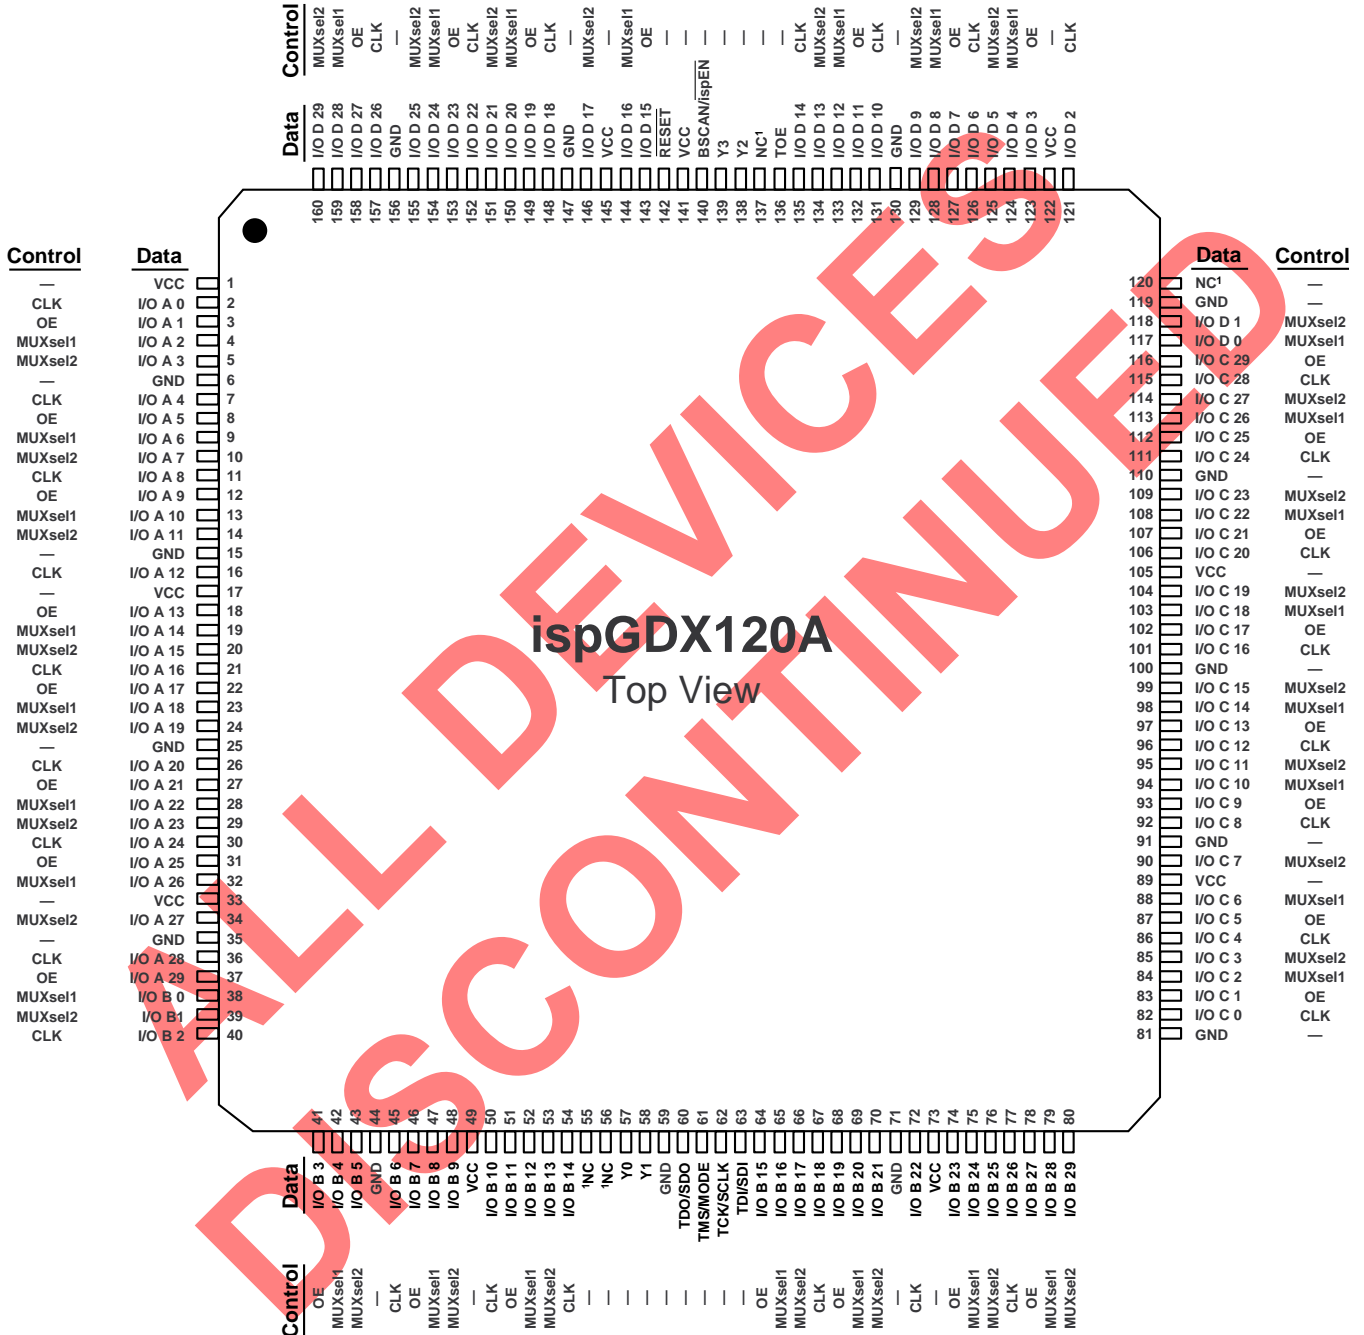 Control MUXsel2 MUXsel1 OE CLK — MUXsel2 MUXsel1 OE CLK MUXsel2 MUXsel1 OE CLK — MUXsel2 — MUXsel1 OE — — — — — — — CLK MUXsel2 MUXsel1 OE CLK — MUXsel2 MUXsel1 OE CLK MUXsel2 MUXsel1 OE — CLK
Data I/O D 29 I/O D 28 I/O D 27 I/O D 26 GND I/O D 25 I/O D 24 I/O D 23 I/O D 22 I/O D 21 I/O D 20 I/O D 19 I/O D 18 GND I/O D 17 VCC I/O D 16 I/O D 15 RESET VCC BSCAN/ispEN Y3 Y2 NC¹ TOE I/O D 14 I/O D 13 I/O D 12 I/O D 11 I/O D 10 GND I/O D 9 I/O D 8 I/O D 7 I/O D 6 I/O D 5 I/O D 4 I/O D 3 VCC I/O D 2
160 159 158 157 156 155 154 153 152 151 150 149 148 147 146 145 144 143 142 141 140 139 138 137 136 135 134 133 132 131 130 129 128 127 126 125 124 123 122 121
Control Data
— VCC 1
CLK I/O A 0 2
OE I/O A 1 3
MUXsel1 I/O A 2 4
MUXsel2 I/O A 3 5
— GND 6
CLK I/O A 4 7
OE I/O A 5 8
MUXsel1 I/O A 6 9
MUXsel2 I/O A 7 10
CLK I/O A 8 11
OE I/O A 9 12
MUXsel1 I/O A 10 13
MUXsel2 I/O A 11 14
— GND 15
CLK I/O A 12 16
— VCC 17
OE I/O A 13 18
MUXsel1 I/O A 14 19
MUXsel2 I/O A 15 20
CLK I/O A 16 21
OE I/O A 17 22
MUXsel1 I/O A 18 23
MUXsel2 I/O A 19 24
— GND 25
CLK I/O A 20 26
OE I/O A 21 27
MUXsel1 I/O A 22 28
MUXsel2 I/O A 23 29
CLK I/O A 24 30
OE I/O A 25 31
MUXsel1 I/O A 26 32
— VCC 33
MUXsel2 I/O A 27 34
— GND 35
CLK I/O A 28 36
OE I/O A 29 37
MUXsel1 I/O B 0 38
MUXsel2 I/O B1 39
CLK I/O B 2 40
ispGDX120A
Top View
ALL DEVICES
DISCONTINUED
Data Control
120 NC¹ —
119 GND —
118 I/O D 1 MUXsel2
117 I/O D 0 MUXsel1
116 I/O C 29 OE
115 I/O C 28 CLK
114 I/O C 27 MUXsel2
113 I/O C 26 MUXsel1
112 I/O C 25 OE
111 I/O C 24 CLK
110 GND —
109 I/O C 23 MUXsel2
108 I/O C 22 MUXsel1
107 I/O C 21 OE
106 I/O C 20 CLK
105 VCC —
104 I/O C 19 MUXsel2
103 I/O C 18 MUXsel1
102 I/O C 17 OE
101 I/O C 16 CLK
100 GND —
99 I/O C 15 MUXsel2
98 I/O C 14 MUXsel1
97 I/O C 13 OE
96 I/O C 12 CLK
95 I/O C 11 MUXsel2
94 I/O C 10 MUXsel1
93 I/O C 9 OE
92 I/O C 8 CLK
91 GND —
90 I/O C 7 MUXsel2
89 VCC —
88 I/O C 6 MUXsel1
87 I/O C 5 OE
86 I/O C 4 CLK
85 I/O C 3 MUXsel2
84 I/O C 2 MUXsel1
83 I/O C 1 OE
82 I/O C 0 CLK
81 GND —
41 42 43 44 45 46 47 48 49 50 51 52 53 54 55 56 57 58 59 60 61 62 63 64 65 66 67 68 69 70 71 72 73 74 75 76 77 78 79 80
Data I/O B 3 I/O B 4 I/O B 5 GND I/O B 6 I/O B 7 I/O B 8 I/O B 9 VCC I/O B 10 I/O B 11 I/O B 12 I/O B 13 I/O B 14 ¹NC ¹NC Y0 Y1 GND TDO/SDO TMS/MODE TCK/SCLK TDI/SDI I/O B 15 I/O B 16 I/O B 17 I/O B 18 I/O B 19 I/O B 20 I/O B 21 GND I/O B 22 VCC I/O B 23 I/O B 24 I/O B 25 I/O B 26 I/O B 27 I/O B 28 I/O B 29
Control OE MUXsel1 MUXsel2 — CLK OE MUXsel1 MUXsel2 — CLK OE MUXsel1 MUXsel2 CLK — — — — — — — — — OE MUXsel1 MUXsel2 CLK OE MUXsel1 MUXsel2 — CLK — OE MUXsel1 MUXsel2 CLK OE MUXsel1 MUXsel2